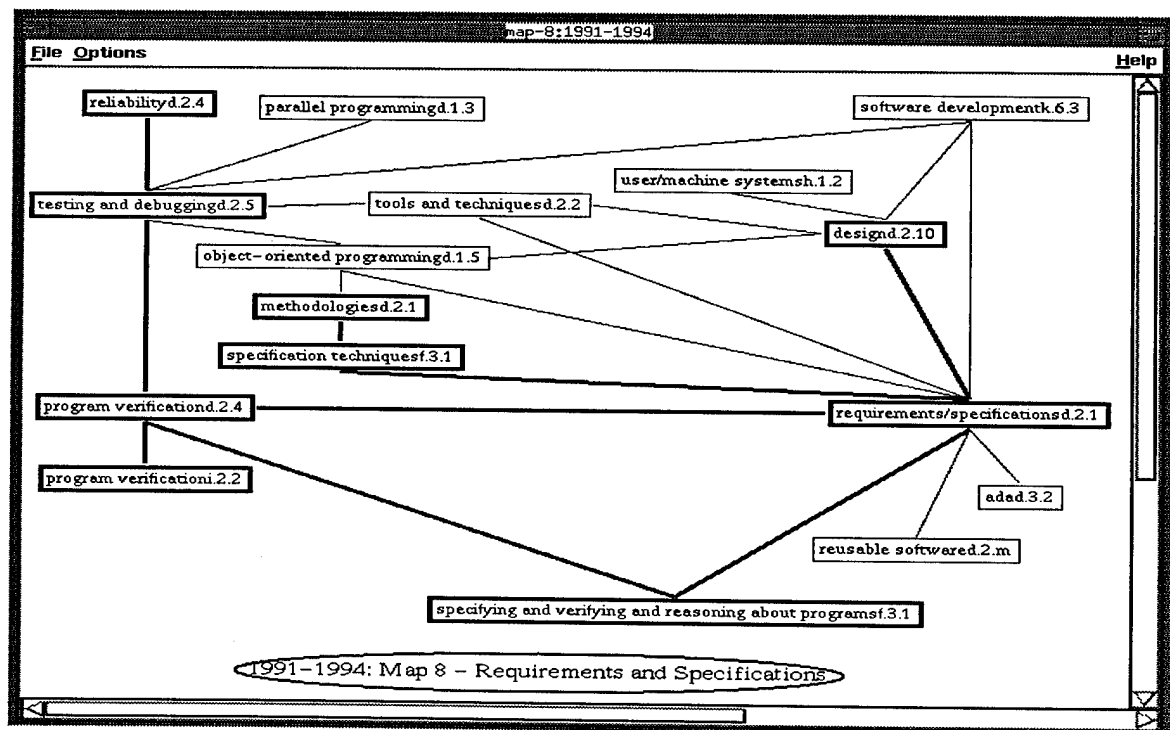 map-8:1991-1994
File Options
Help
reliabilityd.2.4
parallel programmingd.1.3
software developmentk.6.3
user/machine systemsh.1.2
testing and debuggingd.2.5
tools and techniquesd.2.2
designd.2.10
object-oriented programmingd.1.5
methodologiesd.2.1
specification techniquesf.3.1
program verificationd.2.4
requirements/specificationsd.2.1
program verificationi.2.2
adad.3.2
reusable softwared.2.m
specifying and verifying and reasoning about programsf.3.1
1991-1994: Map 8 - Requirements and Specifications